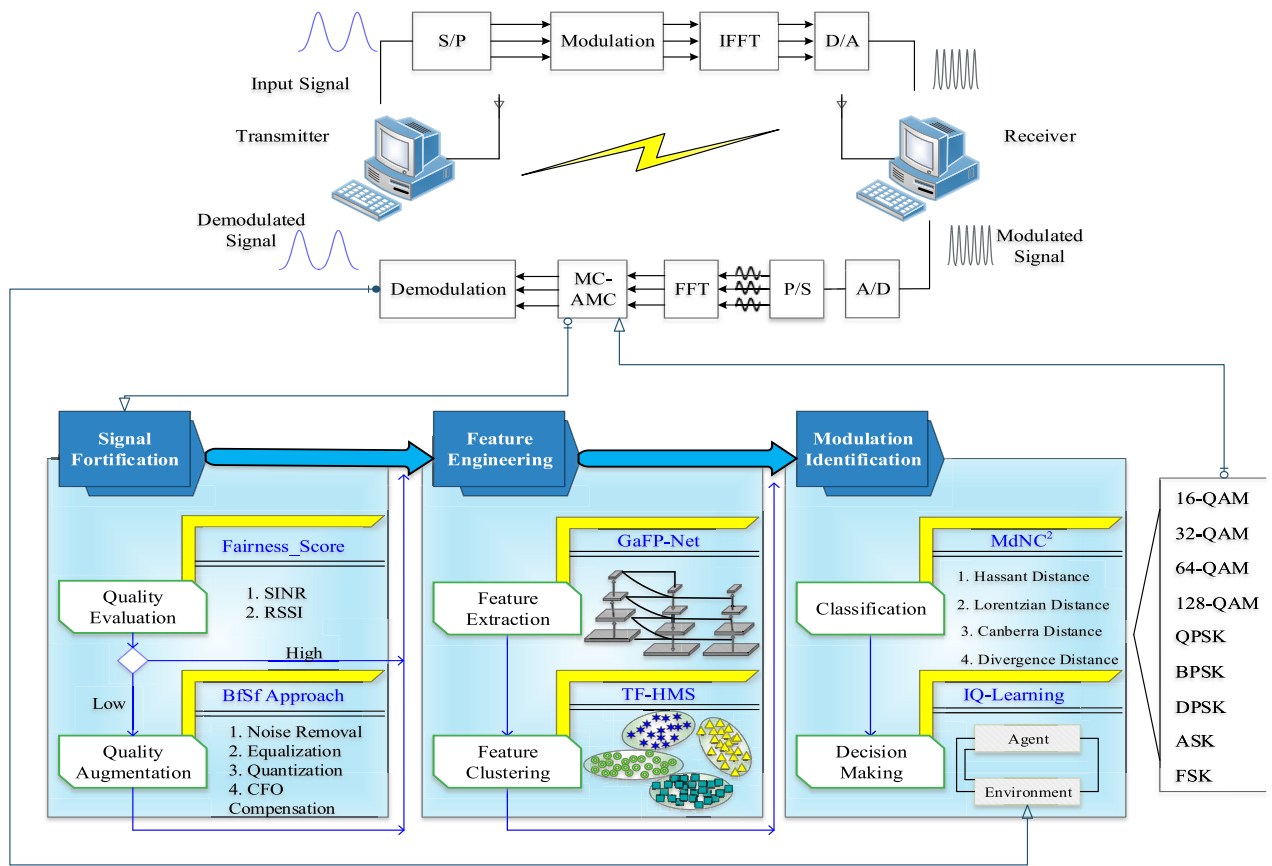 S/P
Modulation
IFFT
D/A
Input Signal
Transmitter
Receiver
Demodulated
Signal
Modulated
Signal
Demodulation
MC-
AMC
FFT
P/S
A/D
Signal
Fortification
Feature
Engineering
Modulation
Identification
Fairness_Score
Quality
Evaluation
1. SINR
2. RSSI
High
Low
BfSf Approach
Quality
Augmentation
1. Noise Removal
2. Equalization
3. Quantization
4. CFO
Compensation
GaFP-Net
Feature
Extraction
TF-HMS
Feature
Clustering
MdNC²
Classification
1. Hassant Distance
2. Lorentzian Distance
3. Canberra Distance
4. Divergence Distance
IQ-Learning
Decision
Making
Agent
Environment
16-QAM
32-QAM
64-QAM
128-QAM
QPSK
BPSK
DPSK
ASK
FSK